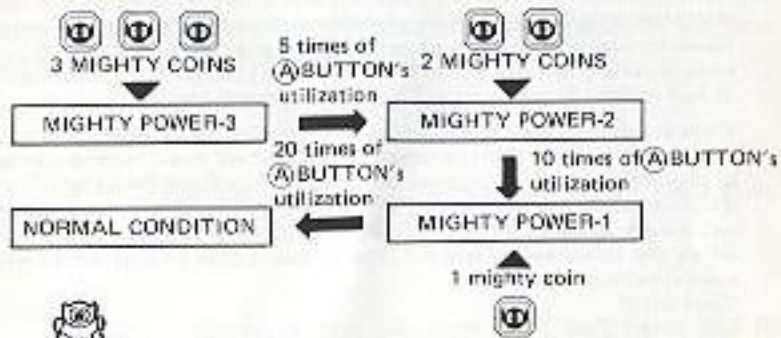 3 MIGHTY COINS
5 times of
Ⓐ BUTTON's
utilization
2 MIGHTY COINS
MIGHTY POWER-3
MIGHTY POWER-2
20 times of
Ⓐ BUTTON's
utilization
10 times of Ⓐ BUTTON's
utilization
NORMAL CONDITION
MIGHTY POWER-1
1 mighty coin